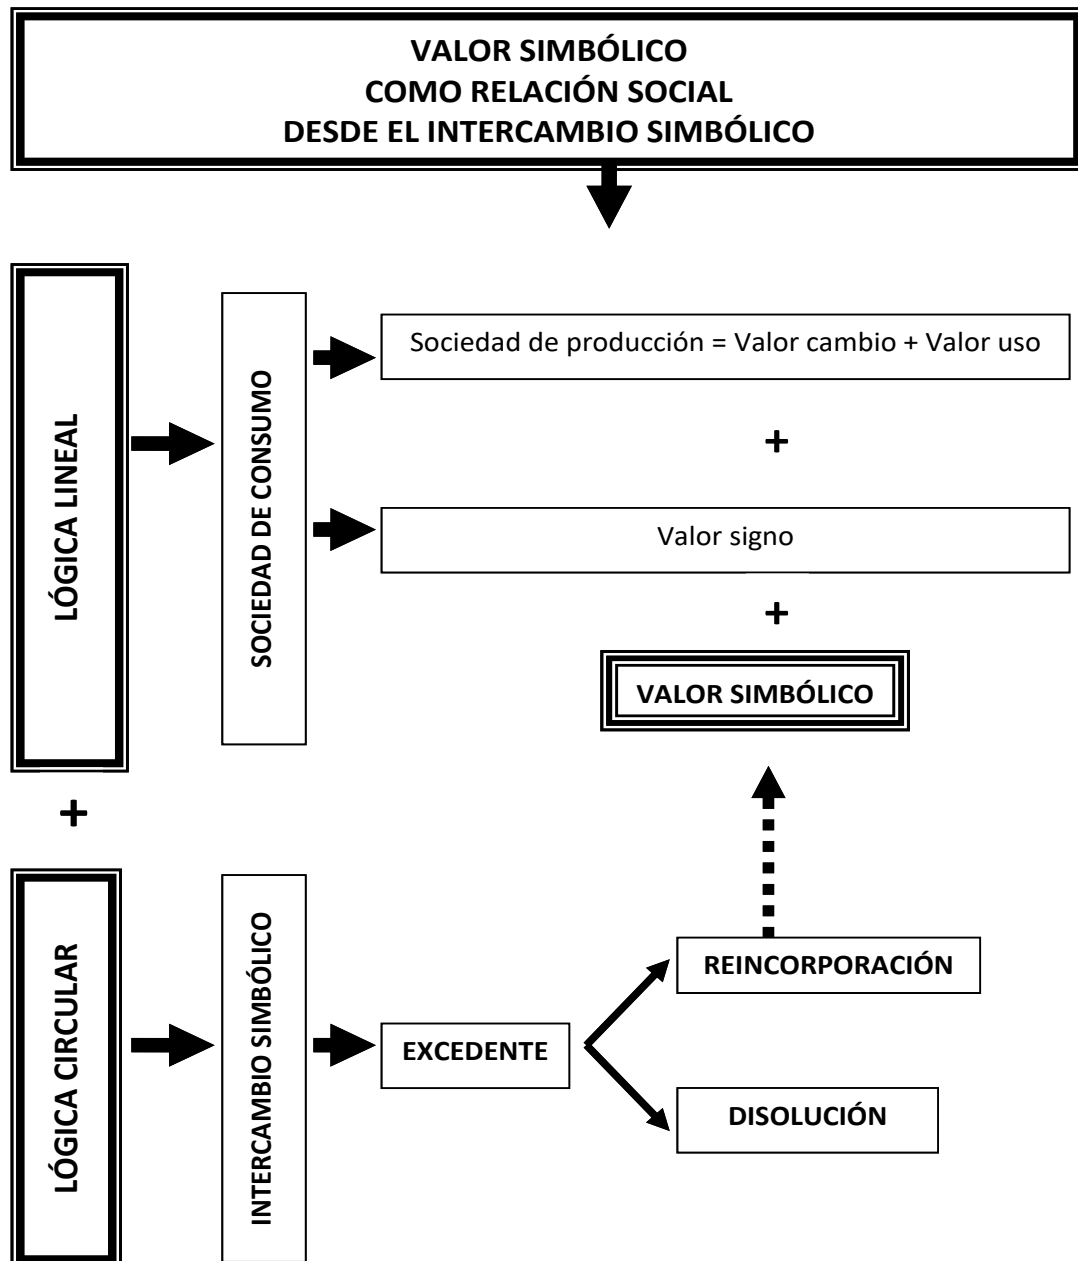 VALOR SIMBÓLICO
COMO RELACIÓN SOCIAL
DESDE EL INTERCAMBIO SIMBÓLICO
LÓGICA LINEAL
SOCIEDAD DE CONSUMO
Sociedad de producción = Valor cambio + Valor uso
+
Valor signo
+
VALOR SIMBÓLICO
+
LÓGICA CIRCULAR
INTERCAMBIO SIMBÓLICO
EXCEDENTE
REINCORPORACIÓN
DISOLUCIÓN